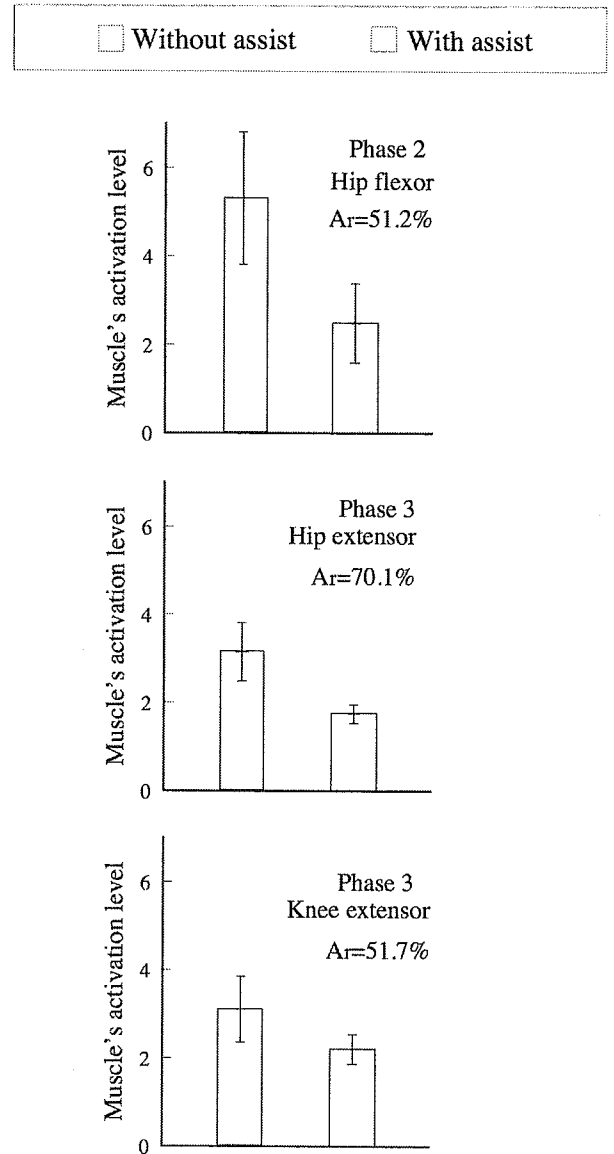 Without assist With assist
Muscle's activation level
6
4
2
0
Phase 2
Hip flexor
Ar=51.2%
Muscle's activation level
6
4
2
0
Phase 3
Hip extensor
Ar=70.1%
Muscle's activation level
6
4
2
0
Phase 3
Knee extensor
Ar=51.7%